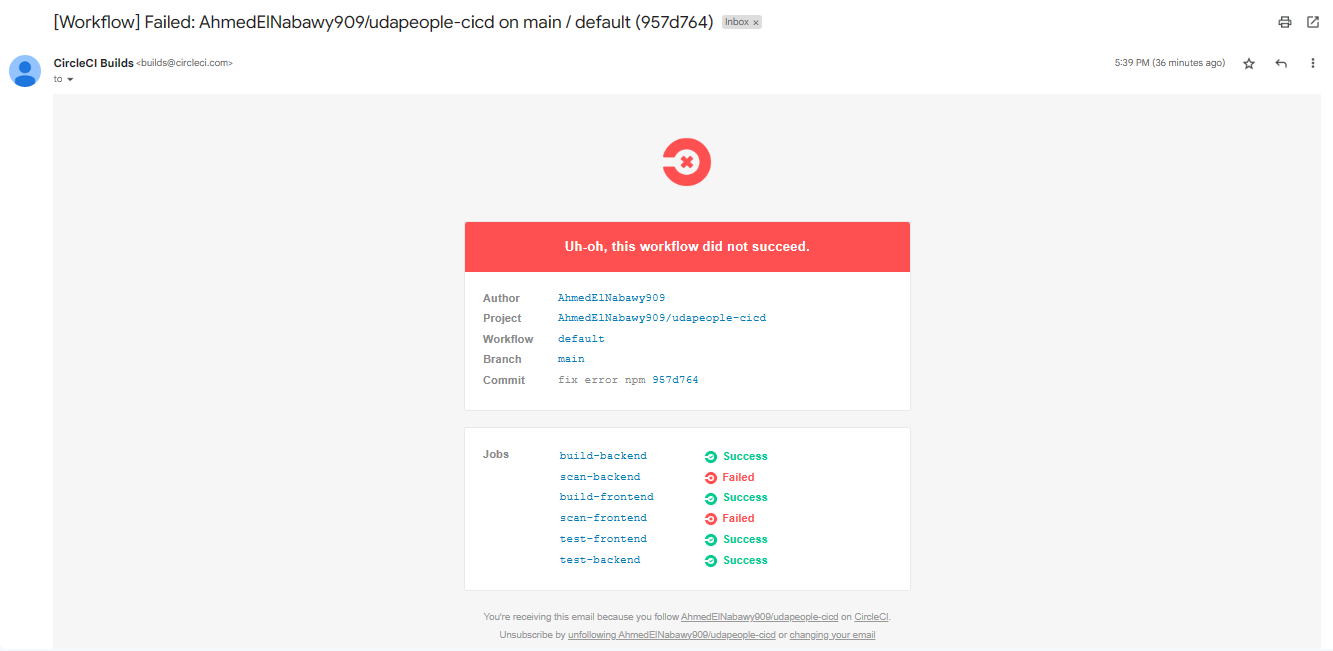 [Workflow] Failed: AhmedElNabawy909/udapeople-cicd on main / default (957d764) Inbox x
CircleCI Builds <builds@circleci.com> 5:39 PM (36 minutes ago)
to
Uh-oh, this workflow did not succeed.
Author AhmedElNabawy909
Project AhmedElNabawy909/udapeople-cicd
Workflow default
Branch main
Commit fix error npm 957d764
Jobs build-backend Success
scan-backend Failed
build-frontend Success
scan-frontend Failed
test-frontend Success
test-backend Success
You're receiving this email because you follow AhmedElNabawy909/udapeople-cicd on CircleCI.
Unsubscribe by unfollowing AhmedElNabawy909/udapeople-cicd or changing your email